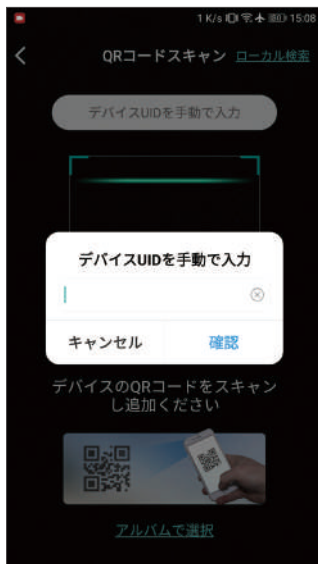 1 K/s 15:08
QRコードスキャン ローカル検索
デバイスUIDを手動で入力
デバイスUIDを手動で入力
キャンセル 確認
デバイスのQRコードをスキャン
し追加ください
アルバムで選択